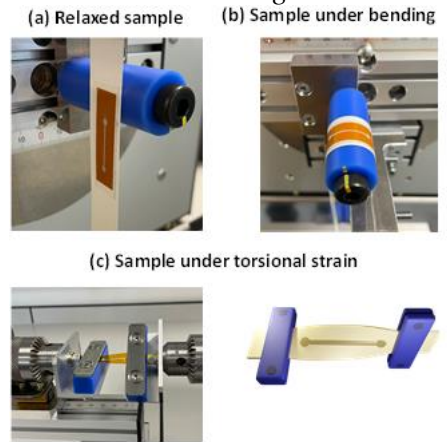 (a) Relaxed sample
(b) Sample under bending
(c) Sample under torsional strain